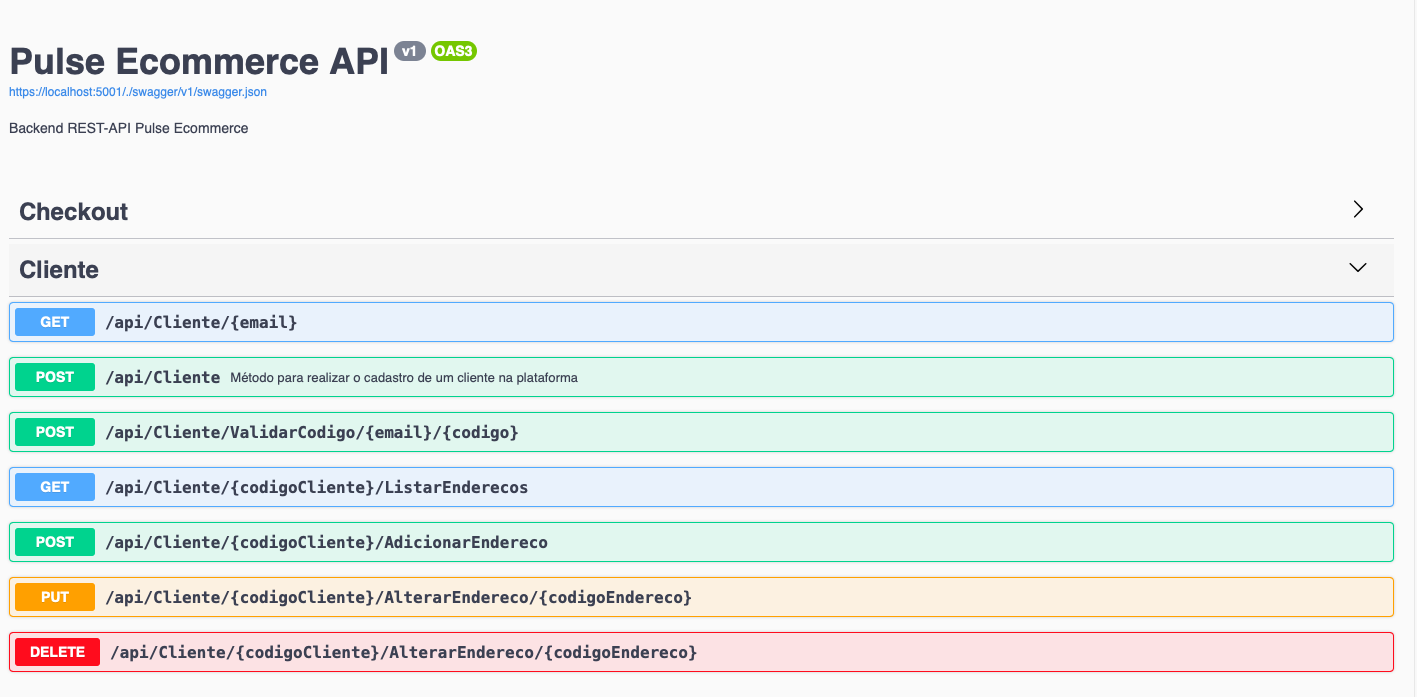 Pulse Ecommerce API v1 OAS3
https://localhost:5001/./swagger/v1/swagger.json
Backend REST-API Pulse Ecommerce
Checkout
Cliente
GET /api/Cliente/{email}
POST /api/Cliente Método para realizar o cadastro de um cliente na plataforma
POST /api/Cliente/ValidarCodigo/{email}/{codigo}
GET /api/Cliente/{codigoCliente}/ListarEnderecos
POST /api/Cliente/{codigoCliente}/AdicionarEndereco
PUT /api/Cliente/{codigoCliente}/AlterarEndereco/{codigoEndereco}
DELETE /api/Cliente/{codigoCliente}/AlterarEndereco/{codigoEndereco}